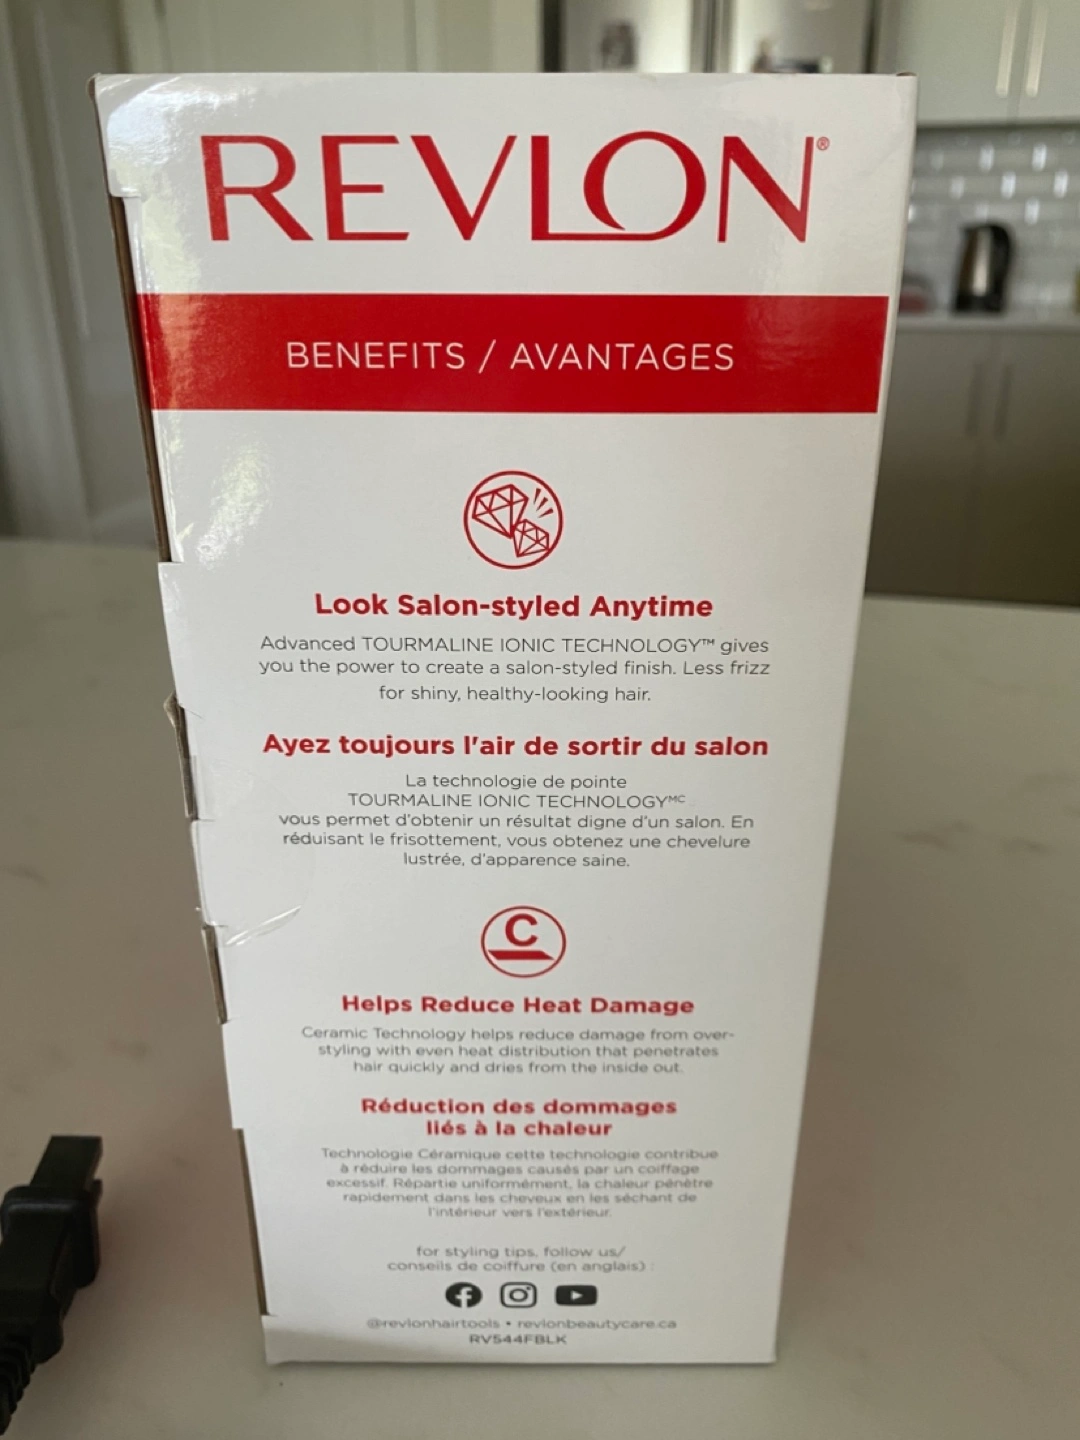 REVLON®
BENEFITS / AVANTAGES
Look Salon-styled Anytime
Advanced TOURMALINE IONIC TECHNOLOGY™ gives
you the power to create a salon-styled finish. Less frizz
for shiny, healthy-looking hair.
Ayez toujours l'air de sortir du salon
La technologie de pointe
TOURMALINE IONIC TECHNOLOGYᴹᶜ
vous permet d'obtenir un résultat digne d'un salon. En
réduisant le frisottement, vous obtenez une chevelure
lustrée, d'apparence saine.
C
Helps Reduce Heat Damage
Ceramic Technology helps reduce damage from over-
styling with even heat distribution that penetrates
hair quickly and dries from the inside out.
Réduction des dommages
liés à la chaleur
Technologie Céramique cette technologie contribue
à réduire les dommages causés par un coiffage
excessif. Répartie uniformément, la chaleur pénètre
rapidement dans les cheveux en les séchant de
l'intérieur vers l'extérieur.
for styling tips, follow us/
conseils de coiffure (en anglais) :
@revlonhairtools • revlonbeautycare.ca
RV544FBLK